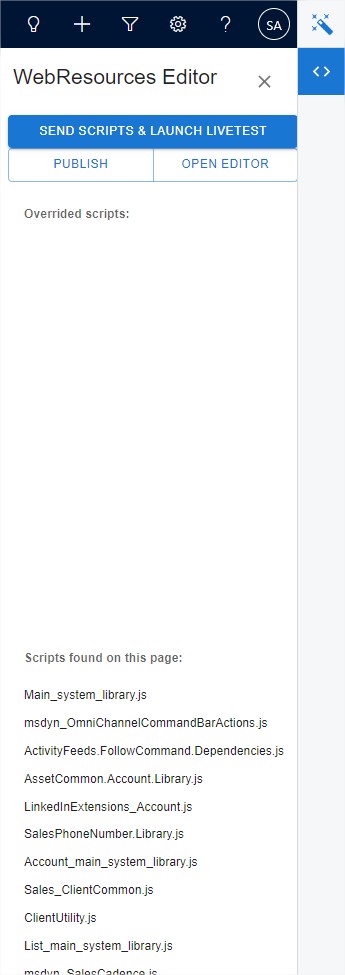 SA
WebResources Editor
SEND SCRIPTS & LAUNCH LIVETEST
PUBLISH
OPEN EDITOR
Overrided scripts:
Scripts found on this page:
Main_system_library.js
msdyn_OmniChannelCommandBarActions.js
ActivityFeeds.FollowCommand.Dependencies.js
AssetCommon.Account.Library.js
LinkedInExtensions_Account.js
SalesPhoneNumber.Library.js
Account_main_system_library.js
Sales_ClientCommon.js
ClientUtility.js
List_main_system_library.js
msdyn_SalesCadence.js